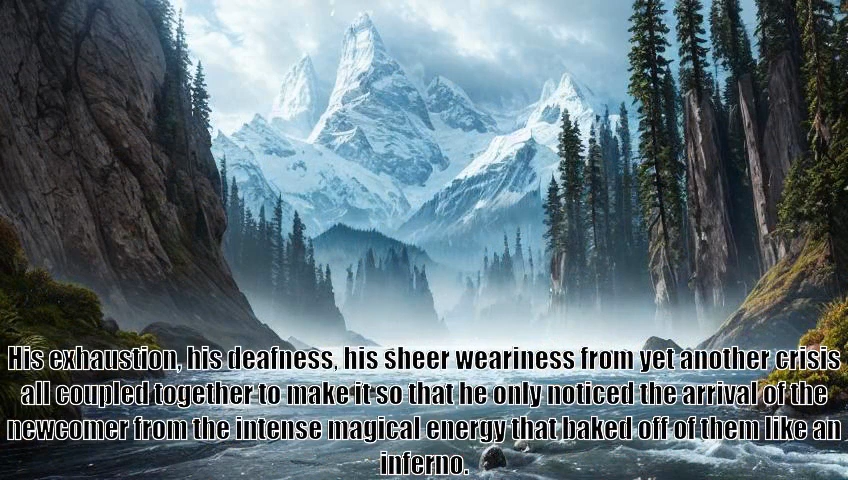 His exhaustion, his deafness, his sheer weariness from yet another crisis
all coupled together to make it so that he only noticed the arrival of the
newcomer from the intense magical energy that baked off of them like an
inferno.